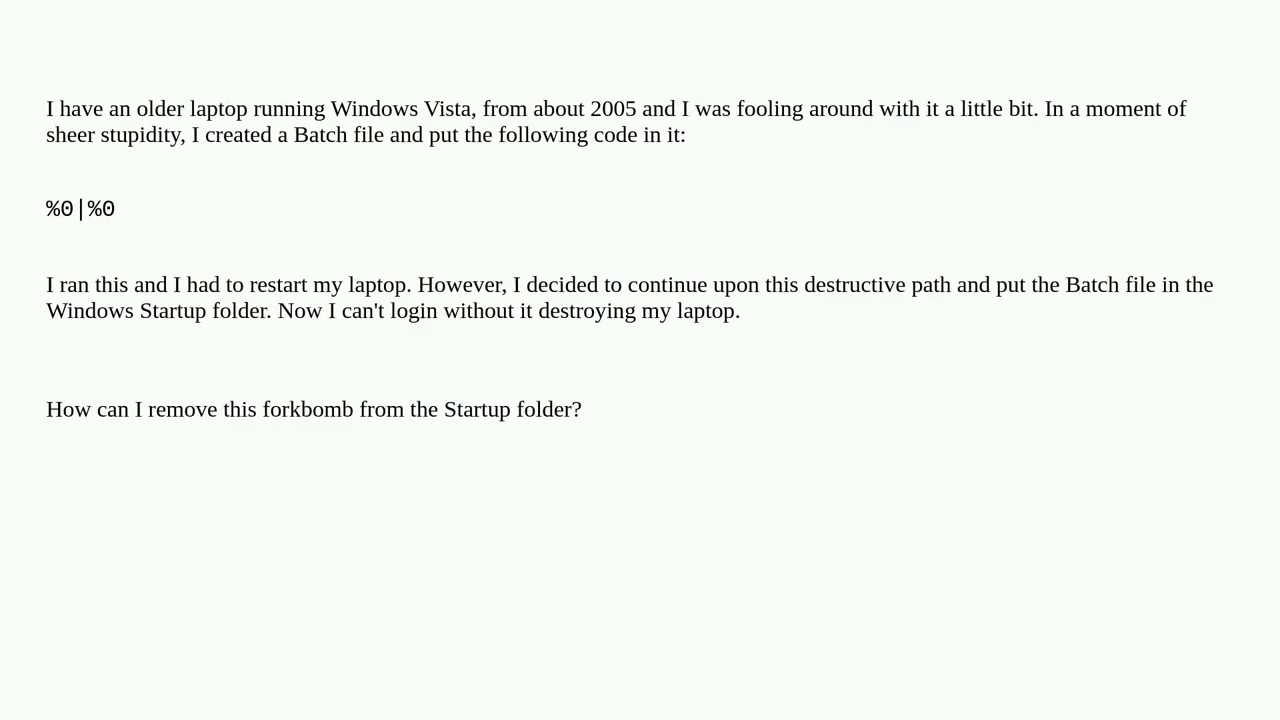 I have an older laptop running Windows Vista, from about 2005 and I was fooling around with it a little bit. In a moment of
sheer stupidity, I created a Batch file and put the following code in it:
%0|%0
I ran this and I had to restart my laptop. However, I decided to continue upon this destructive path and put the Batch file in the
Windows Startup folder. Now I can't login without it destroying my laptop.
How can I remove this forkbomb from the Startup folder?